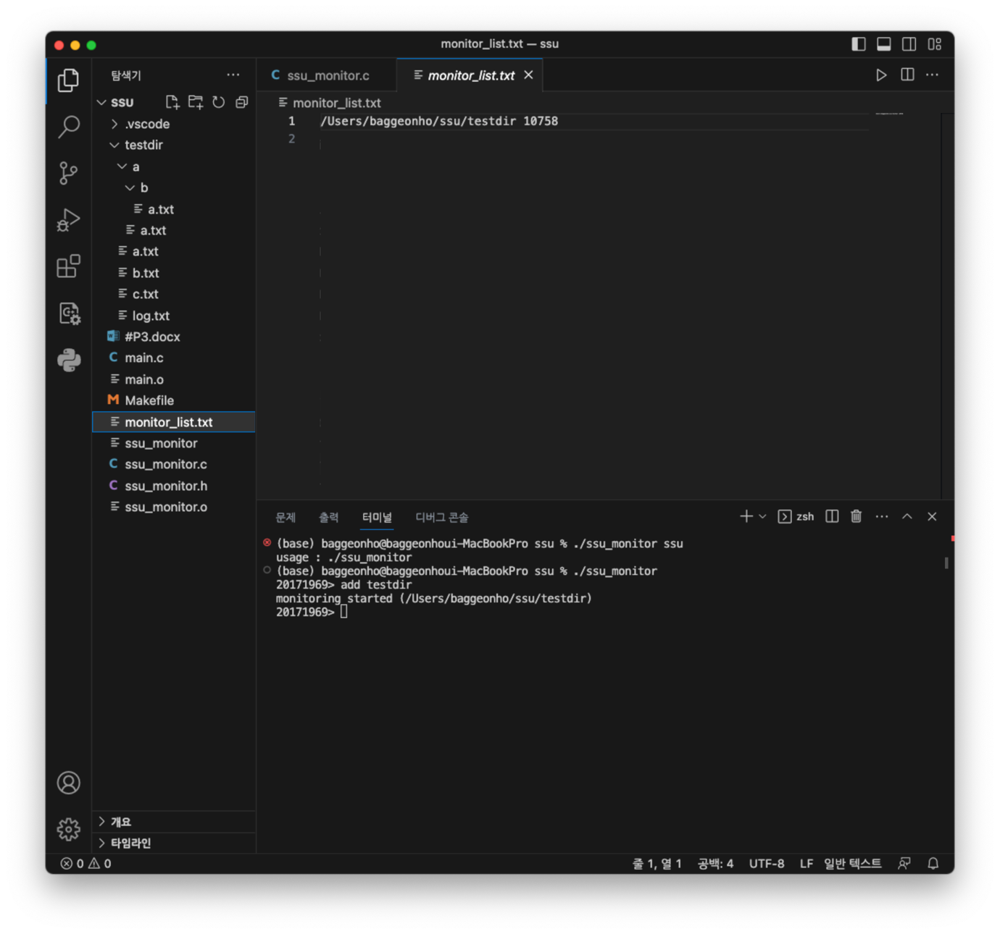 monitor_list.txt — ssu
탐색기
SSU
.vscode
testdir
a
b
a.txt
a.txt
a.txt
b.txt
c.txt
log.txt
#P3.docx
C main.c
main.o
M Makefile
monitor_list.txt
ssu_monitor
C ssu_monitor.c
C ssu_monitor.h
ssu_monitor.o
개요
타임라인
C ssu_monitor.c
monitor_list.txt
monitor_list.txt
1 /Users/baggeonho/ssu/testdir 10758
2
문제 출력 터미널 디버그 콘솔
zsh
(base) baggeonho@baggeonhoui-MacBookPro ssu % ./ssu_monitor ssu
usage : ./ssu_monitor
(base) baggeonho@baggeonhoui-MacBookPro ssu % ./ssu_monitor
20171969> add testdir
monitoring started (/Users/baggeonho/ssu/testdir)
20171969>
0 0
줄 1, 열 1 공백: 4 UTF-8 LF 일반 텍스트